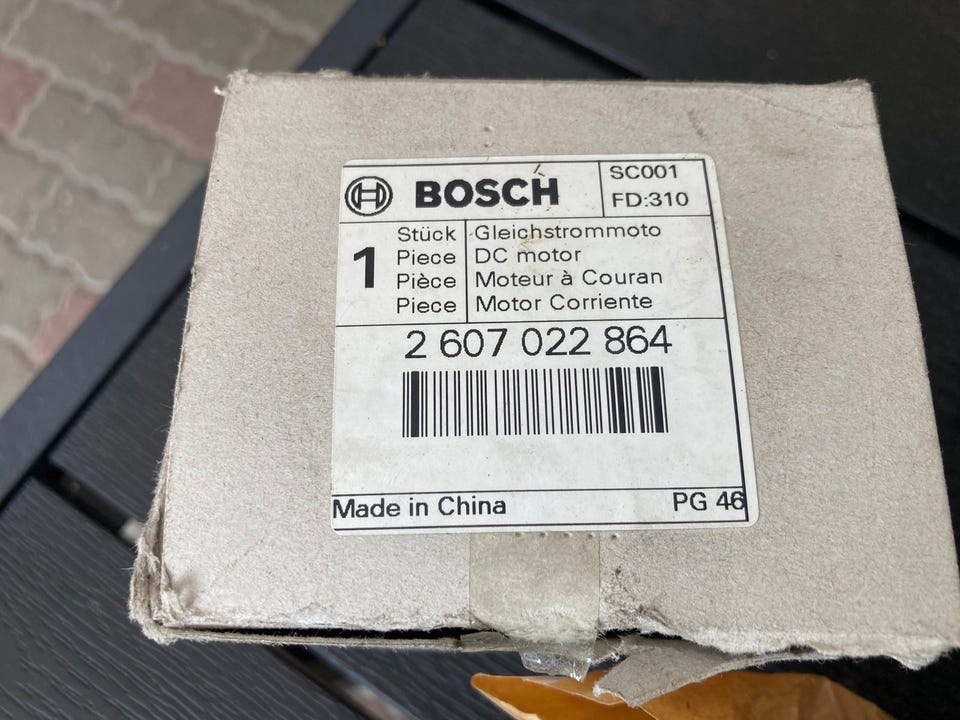 BOSCH
SC001
FD:310
1
Stück Gleichstrommoto
Piece DC motor
Pièce Moteur à Couran
Piece Motor Corriente
2 607 022 864
Made in China PG 46